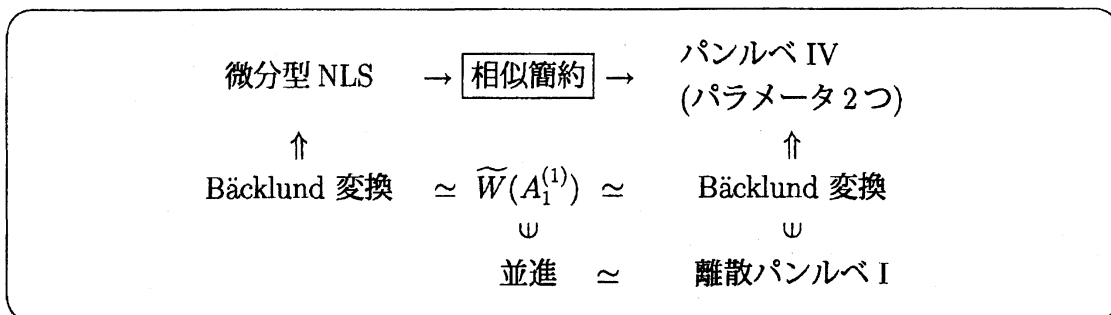 微分型 NLS → 相似簡約 → パンルベ IV
(パラメータ 2 つ)
⇑ ⇑
Bäcklund 変換 ≃ W̃(A₁⁽¹⁾) ≃ Bäcklund 変換
∪ ∪
並進 ≃ 離散パンルベ I